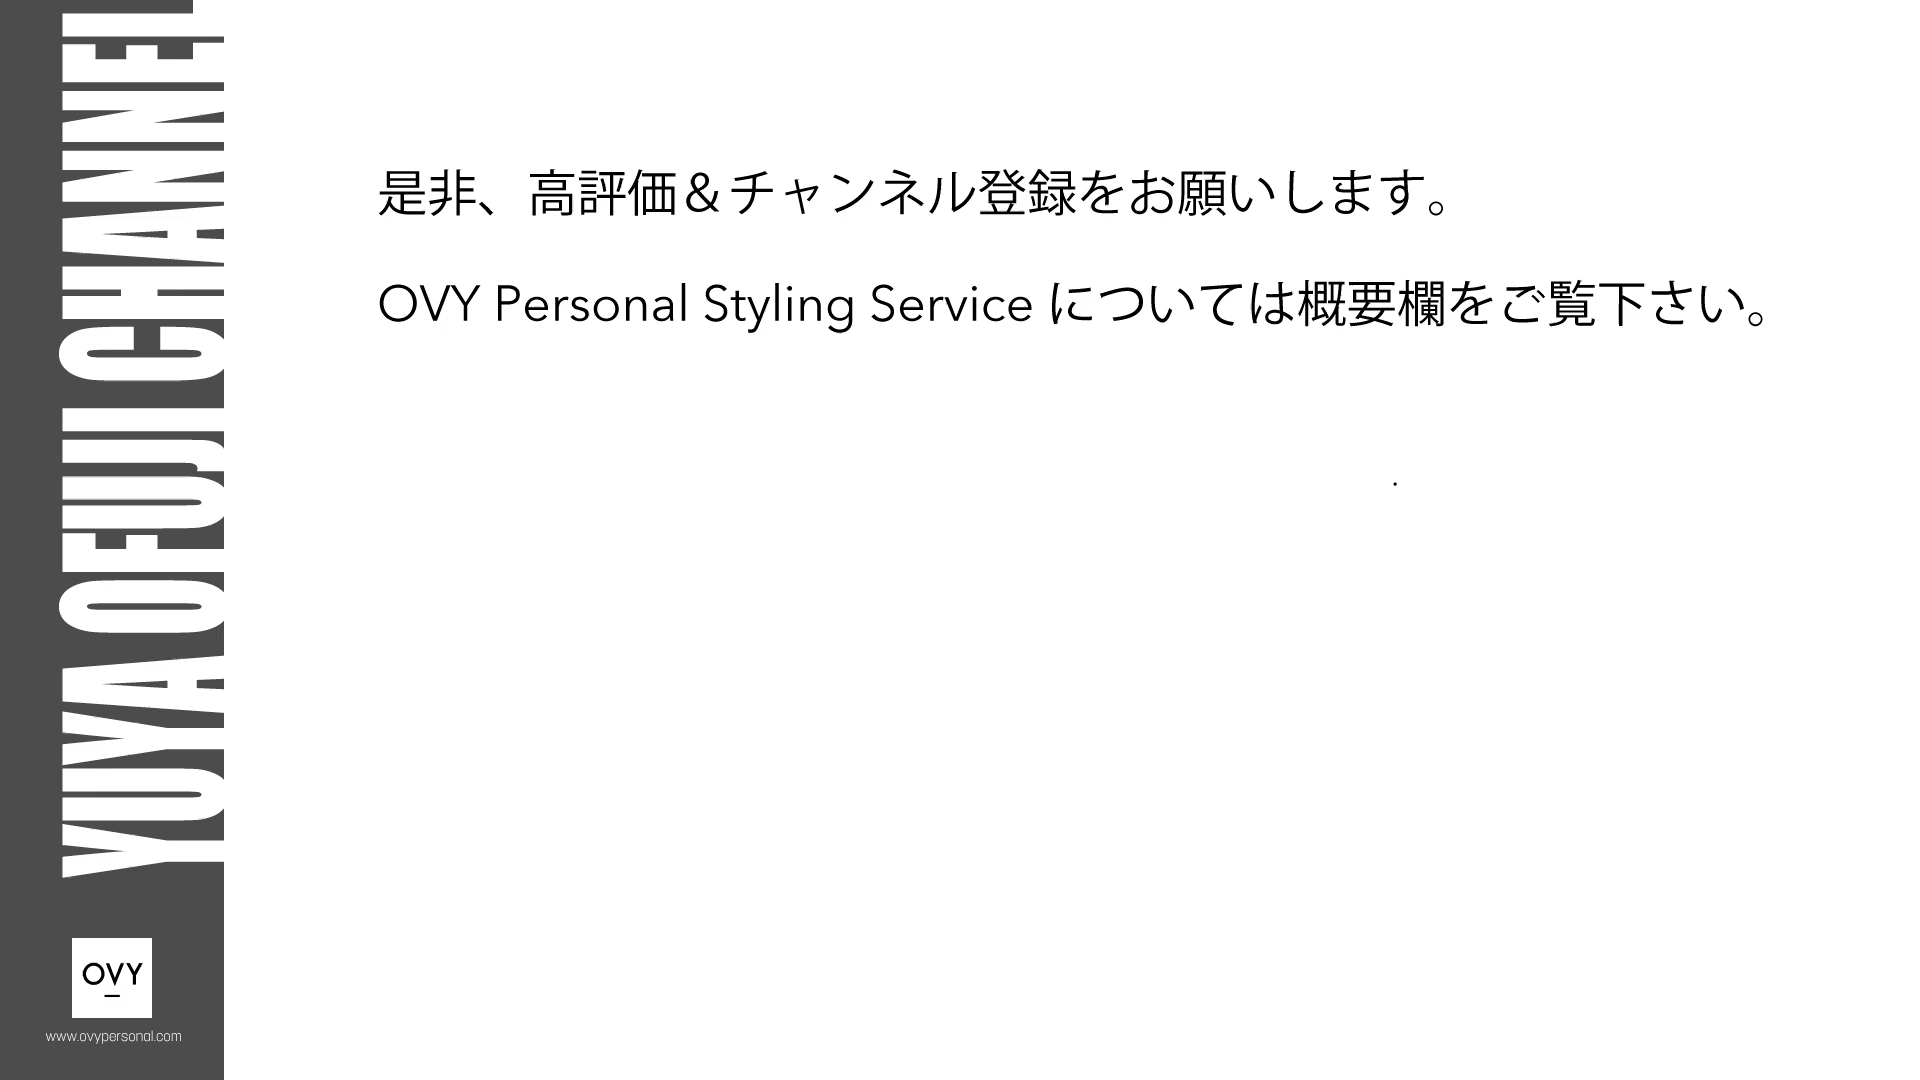 YUYA OFUJI CHANNEL
是非、高評価＆チャンネル登録をお願いします。
OVY Personal Styling Service については概要欄をご覧下さい。
OVY
www.ovypersonal.com